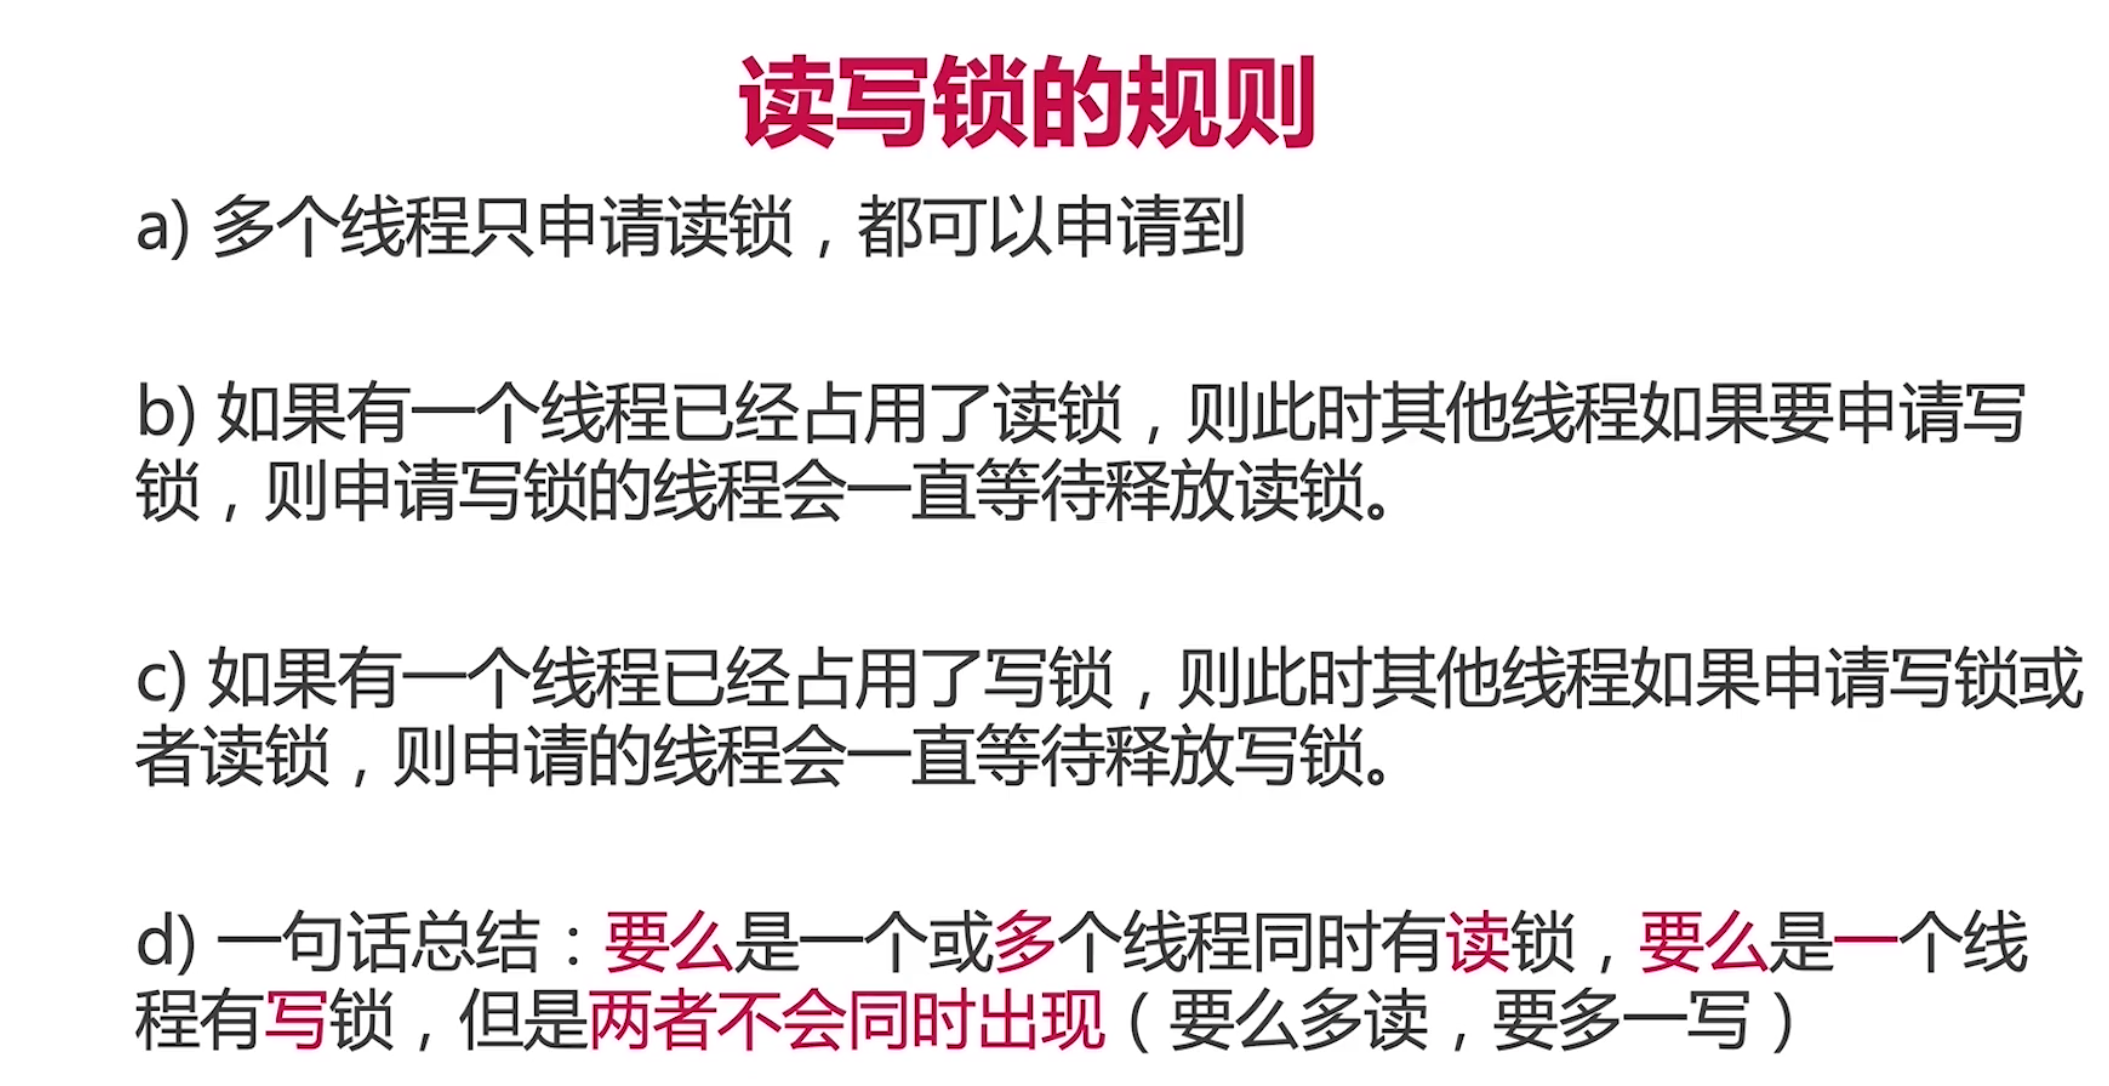 读写锁的规则
a) 多个线程只申请读锁，都可以申请到
b) 如果有一个线程已经占用了读锁，则此时其他线程如果要申请写
锁，则申请写锁的线程会一直等待释放读锁。
c) 如果有一个线程已经占用了写锁，则此时其他线程如果申请写锁或
者读锁，则申请的线程会一直等待释放写锁。
d) 一句话总结：要么是一个或多个线程同时有读锁，要么是一个线
程有写锁，但是两者不会同时出现（要么多读，要多一写）